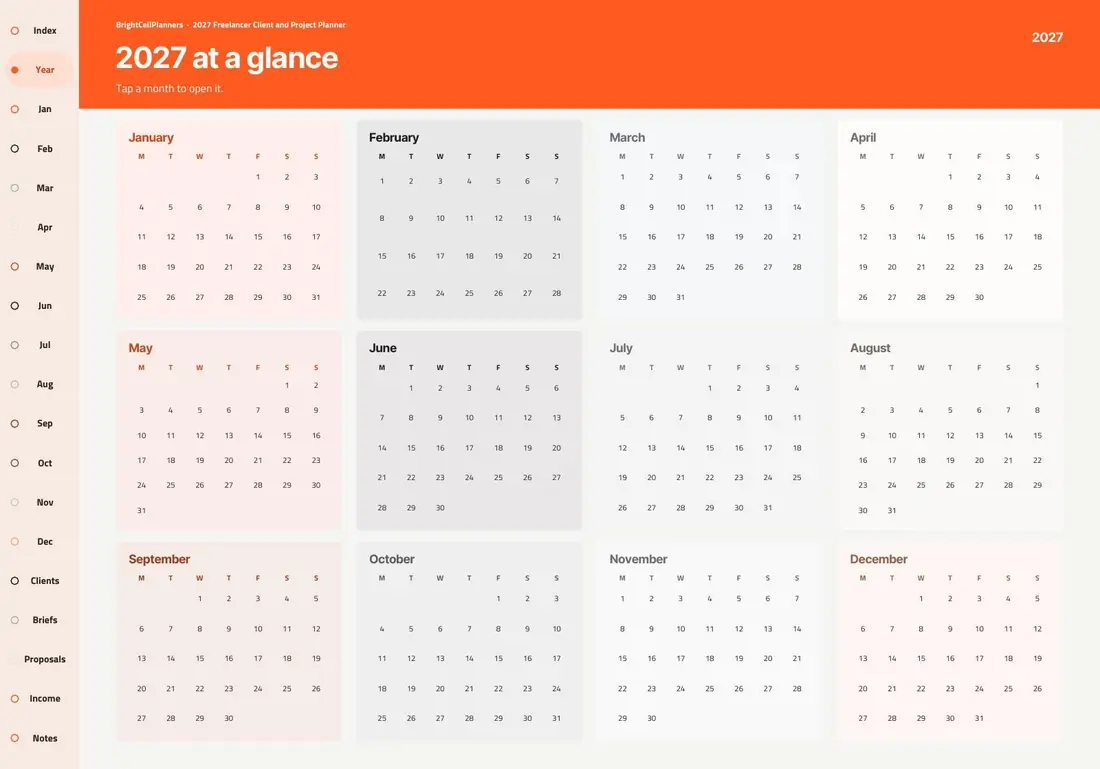 Index
Year
Jan
Feb
Mar
Apr
May
Jun
Jul
Aug
Sep
Oct
Nov
Dec
Clients
Briefs
Proposals
Income
Notes
BrightCellPlanners - 2027 Freelancer Client and Project Planner
2027 at a glance
Tap a month to open it.
2027
January
M T W T F S S
1 2 3
4 5 6 7 8 9 10
11 12 13 14 15 16 17
18 19 20 21 22 23 24
25 26 27 28 29 30 31
February
M T W T F S S
1 2 3 4 5 6 7
8 9 10 11 12 13 14
15 16 17 18 19 20 21
22 23 24 25 26 27 28
March
M T W T F S S
1 2 3 4 5 6 7
8 9 10 11 12 13 14
15 16 17 18 19 20 21
22 23 24 25 26 27 28
29 30 31
April
M T W T F S S
1 2 3 4
5 6 7 8 9 10 11
12 13 14 15 16 17 18
19 20 21 22 23 24 25
26 27 28 29 30
May
M T W T F S S
1 2
3 4 5 6 7 8 9
10 11 12 13 14 15 16
17 18 19 20 21 22 23
24 25 26 27 28 29 30
31
June
M T W T F S S
1 2 3 4 5 6
7 8 9 10 11 12 13
14 15 16 17 18 19 20
21 22 23 24 25 26 27
28 29 30
July
M T W T F S S
1 2 3 4
5 6 7 8 9 10 11
12 13 14 15 16 17 18
19 20 21 22 23 24 25
26 27 28 29 30 31
August
M T W T F S S
1
2 3 4 5 6 7 8
9 10 11 12 13 14 15
16 17 18 19 20 21 22
23 24 25 26 27 28 29
30 31
September
M T W T F S S
1 2 3 4 5
6 7 8 9 10 11 12
13 14 15 16 17 18 19
20 21 22 23 24 25 26
27 28 29 30
October
M T W T F S S
1 2 3
4 5 6 7 8 9 10
11 12 13 14 15 16 17
18 19 20 21 22 23 24
25 26 27 28 29 30 31
November
M T W T F S S
1 2 3 4 5 6 7
8 9 10 11 12 13 14
15 16 17 18 19 20 21
22 23 24 25 26 27 28
29 30
December
M T W T F S S
1 2 3 4 5
6 7 8 9 10 11 12
13 14 15 16 17 18 19
20 21 22 23 24 25 26
27 28 29 30 31